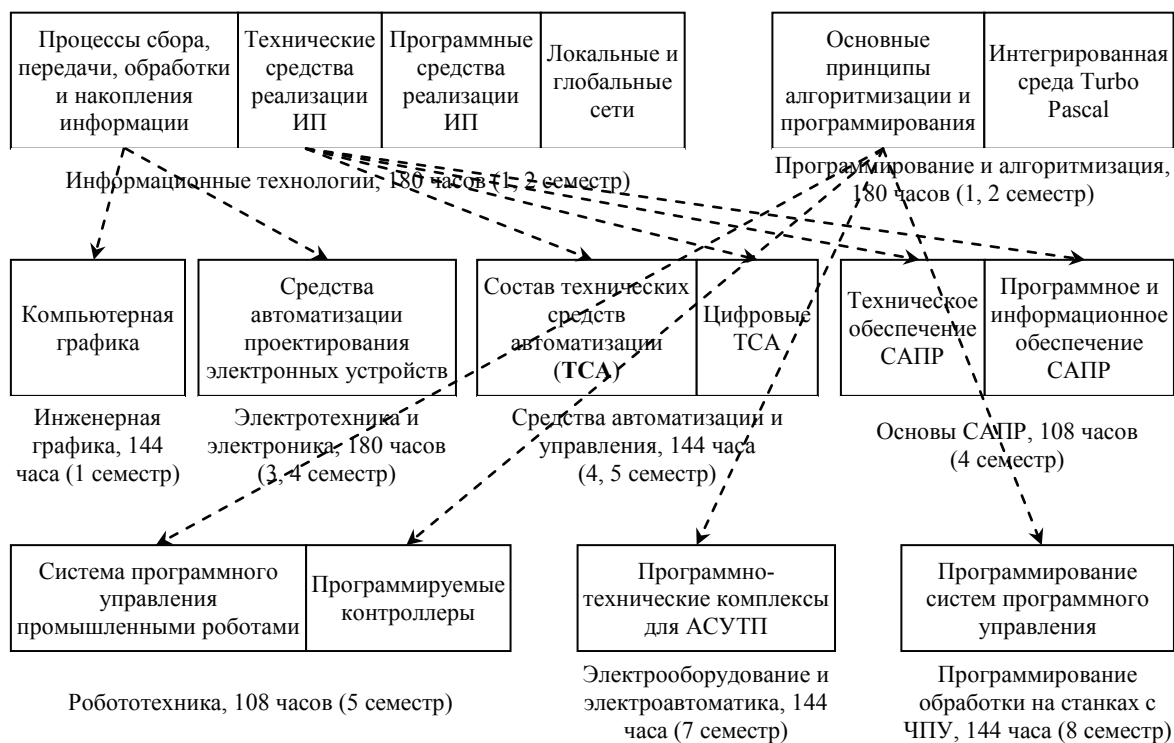 Процессы сбора,
передачи, обработки
и накопления
информации
Технические
средства
реализации
ИП
Программные
средства
реализации
ИП
Локальные и
глобальные
сети
Основные
принципы
алгоритмизации и
программирования
Интегрированная
среда Turbo
Pascal
Информационные технологии, 180 часов (1, 2 семестр)
Программирование и алгоритмизация,
180 часов (1, 2 семестр)
Компьютерная
графика
Средства
автоматизации
проектирования
электронных устройств
Состав технических
средств
автоматизации
(ТСА)
Цифровые
ТСА
Техническое
обеспечение
САПР
Программное и
информационное
обеспечение
САПР
Инженерная
графика, 144
часа (1 семестр)
Электротехника и
электроника, 180 часов
(3, 4 семестр)
Средства автоматизации и
управления, 144 часа
(4, 5 семестр)
Основы САПР, 108 часов
(4 семестр)
Система программного
управления
промышленными роботами
Программируемые
контроллеры
Программно-
технические комплексы
для АСУТП
Программирование
систем программного
управления
Робототехника, 108 часов (5 семестр)
Электрооборудование и
электроавтоматика, 144
часа (7 семестр)
Программирование
обработки на станках с
ЧПУ, 144 часа (8 семестр)